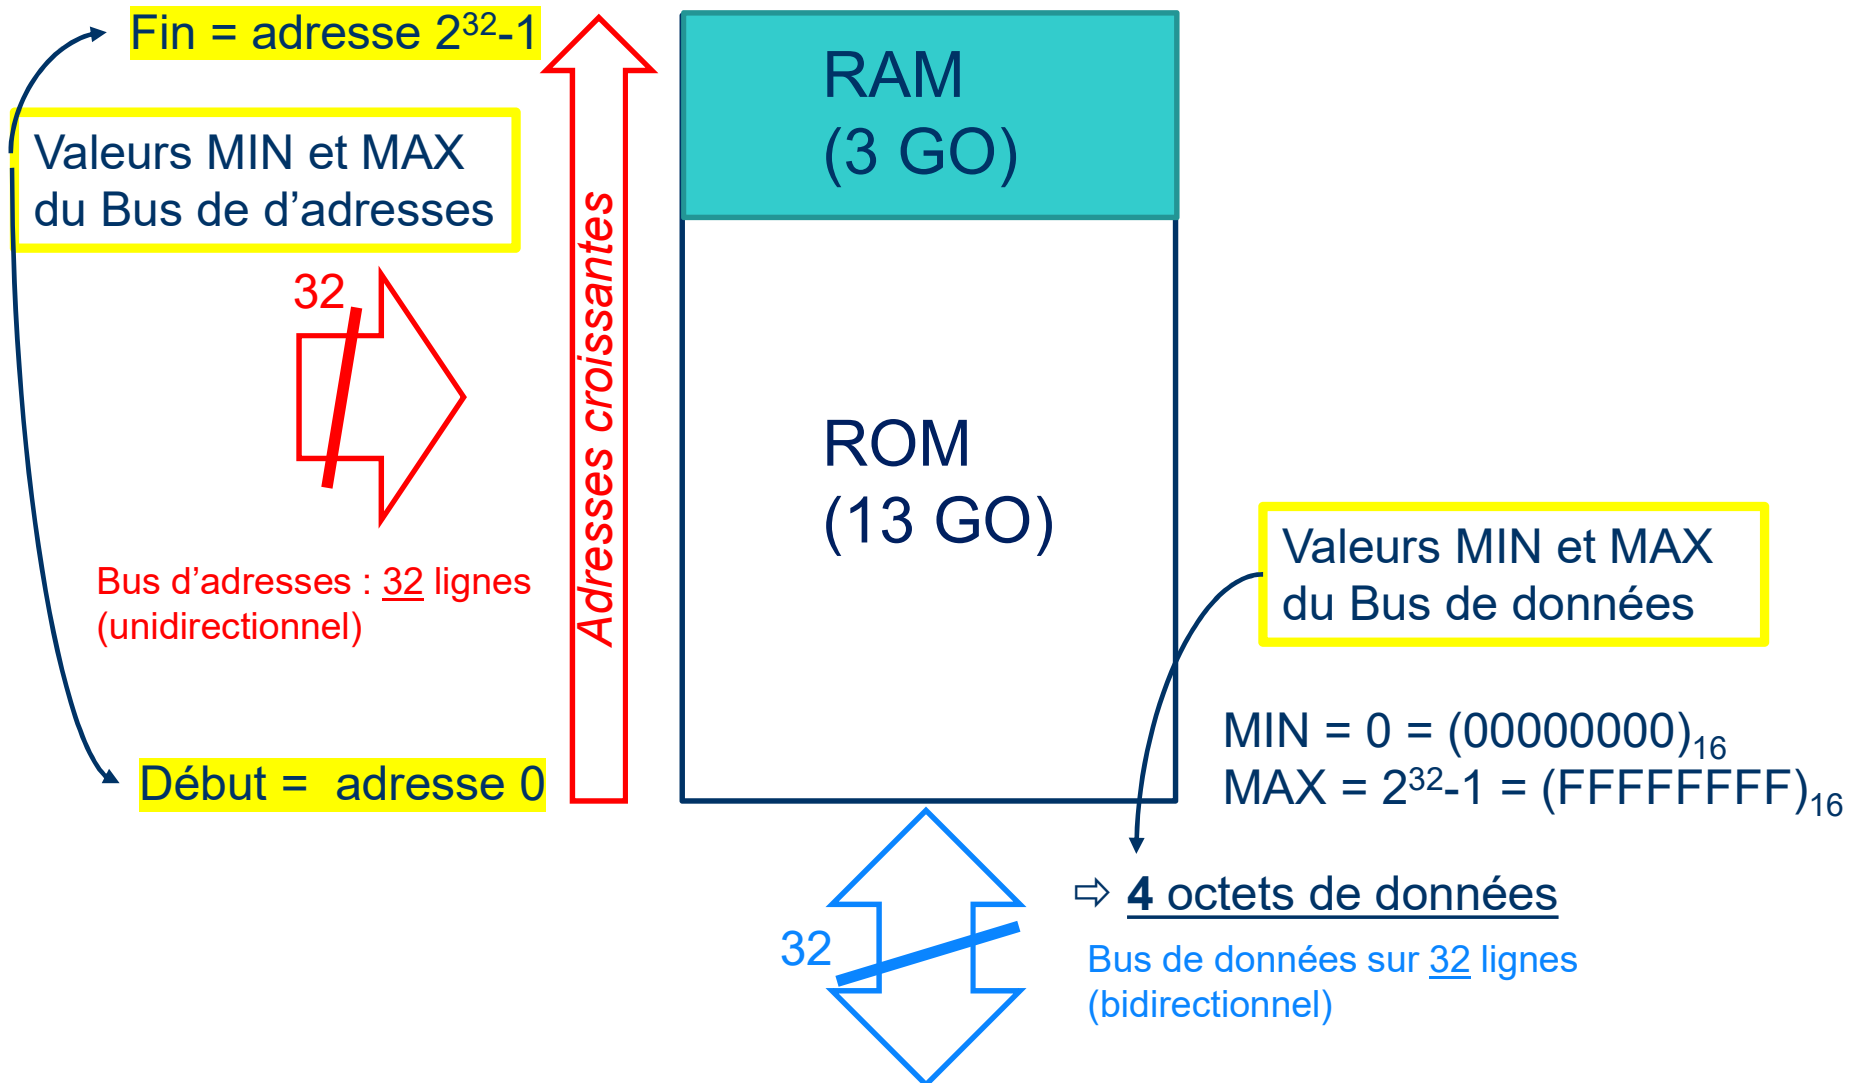 Fin = adresse 2³²-1
Valeurs MIN et MAX
du Bus de d’adresses
32
Bus d’adresses : 32 lignes
(unidirectionnel)
Début = adresse 0
Adresses croissantes
RAM
(3 GO)
ROM
(13 GO)
Valeurs MIN et MAX
du Bus de données
MIN = 0 = (00000000)₁₆
MAX = 2³²-1 = (FFFFFFFF)₁₆
⇨ 4 octets de données
32
Bus de données sur 32 lignes
(bidirectionnel)